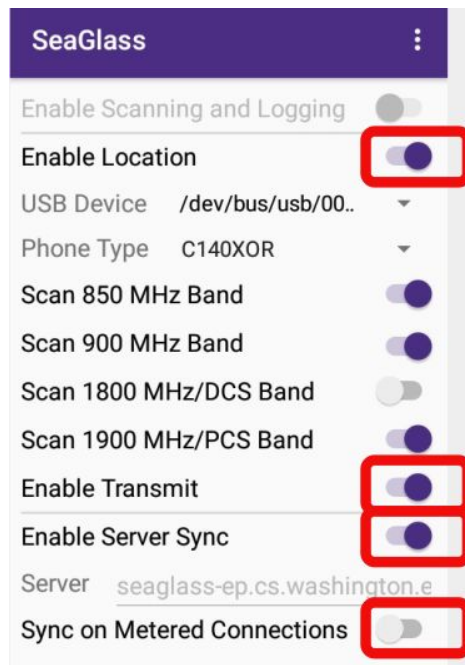 SeaGlass
Enable Scanning and Logging
Enable Location
USB Device /dev/bus/usb/00..
Phone Type C140XOR
Scan 850 MHz Band
Scan 900 MHz Band
Scan 1800 MHz/DCS Band
Scan 1900 MHz/PCS Band
Enable Transmit
Enable Server Sync
Server seaglass-ep.cs.washington.e
Sync on Metered Connections